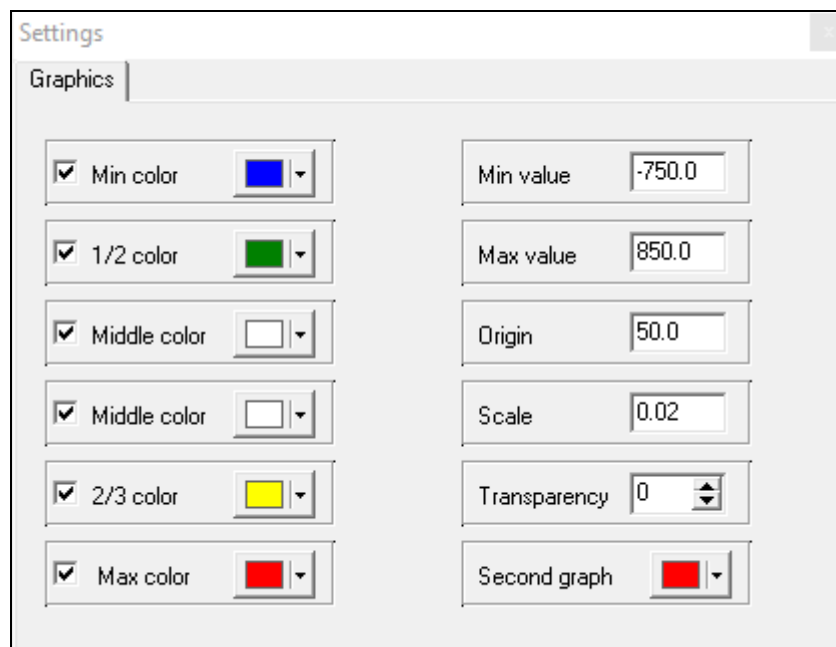 Settings
Graphics
Min color
1/2 color
Middle color
Middle color
2/3 color
Max color
Min value -750.0
Max value 850.0
Origin 50.0
Scale 0.02
Transparency 0
Second graph